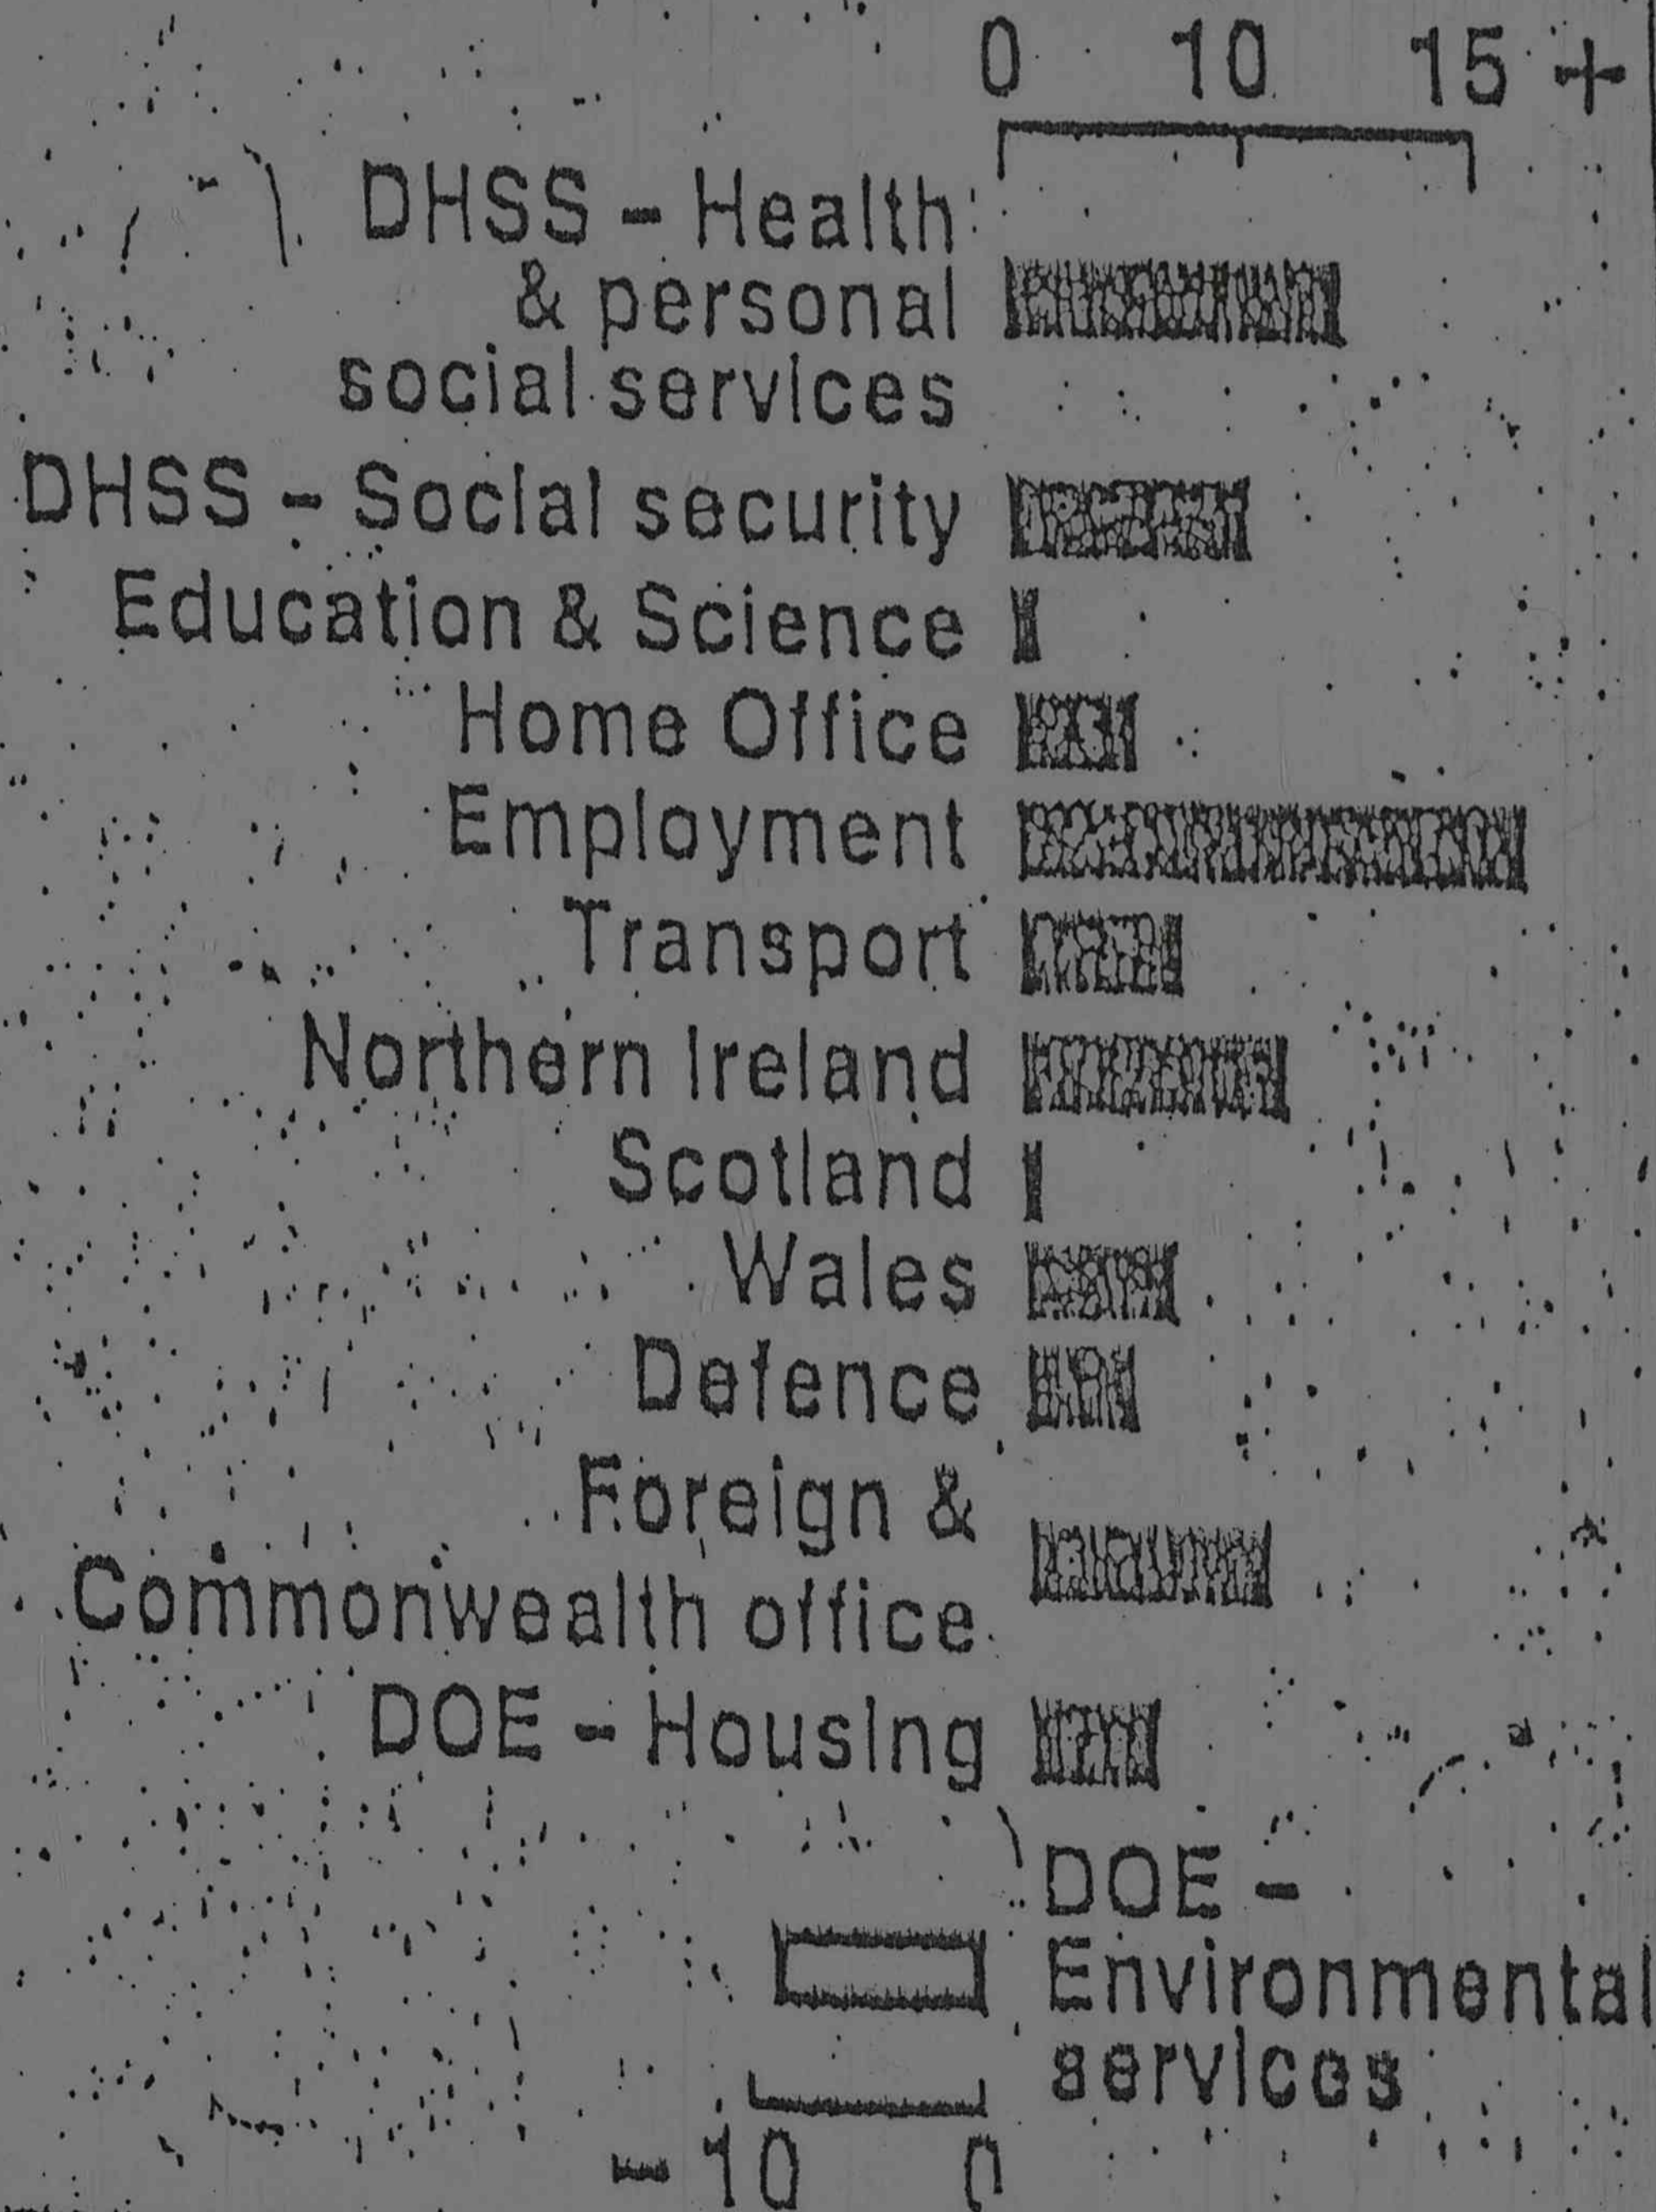 0 10 15 +
DHSS - Health
& personal
social services
DHSS - Social security
Education & Science
Home Office
Employment
Transport
Northern Ireland
Scotland
Wales
Defence
Foreign &
Commonwealth office
DOE - Housing
DOE -
Environmental
services
- 10 0